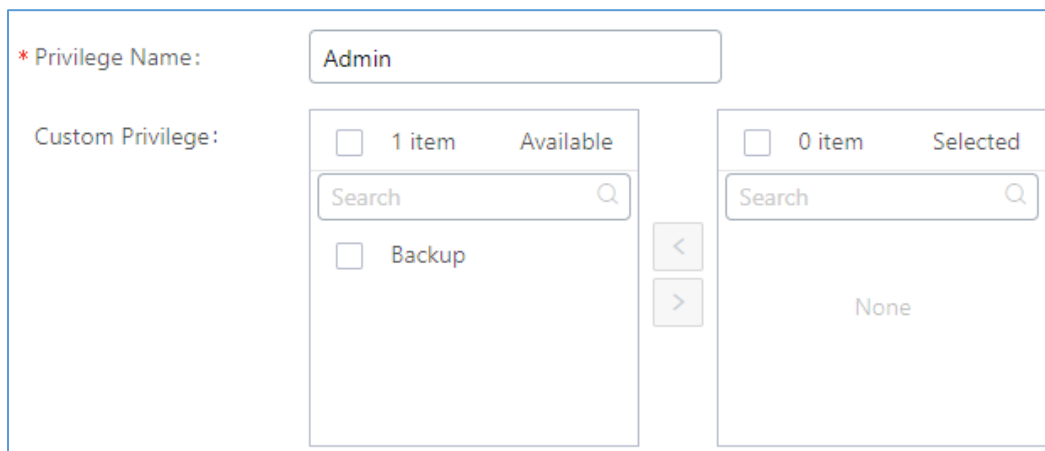 * Privilege Name: Admin
Custom Privilege: 1 item Available 0 item Selected
Search Search
Backup <
> None